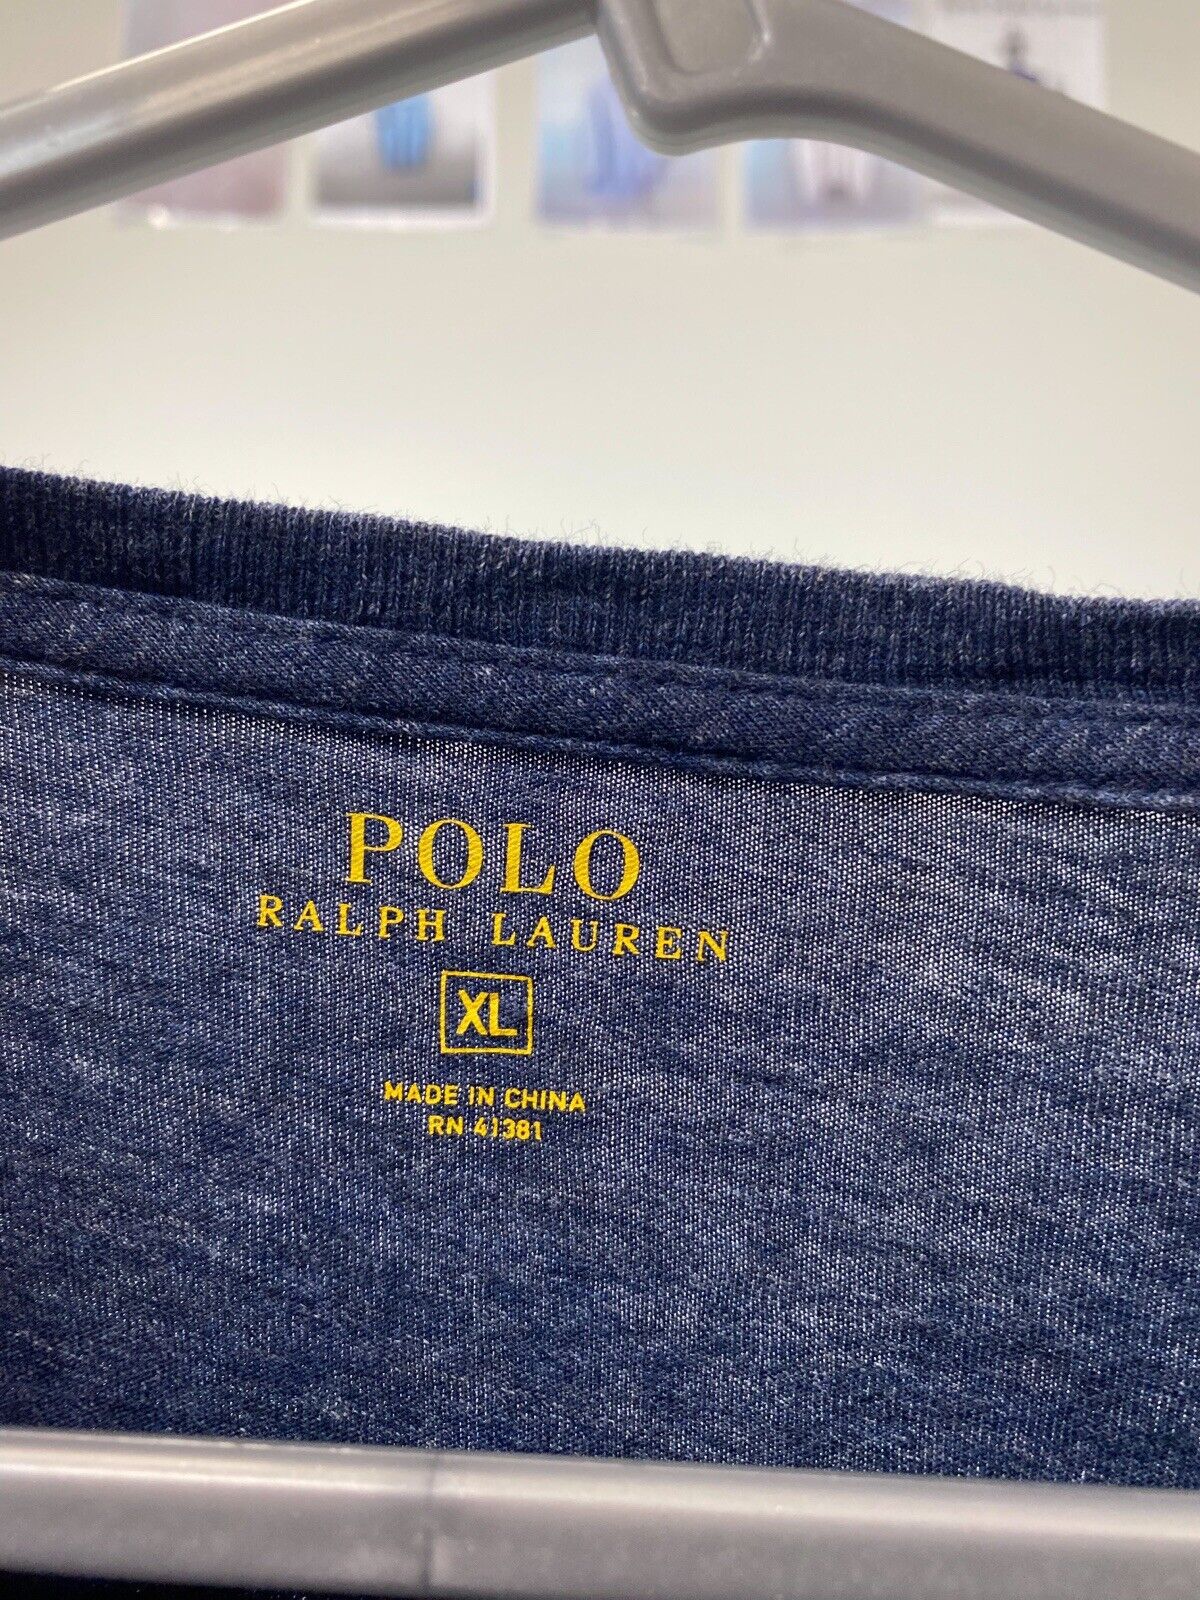 POLO
RALPH LAUREN
XL
MADE IN CHINA
RN 41381